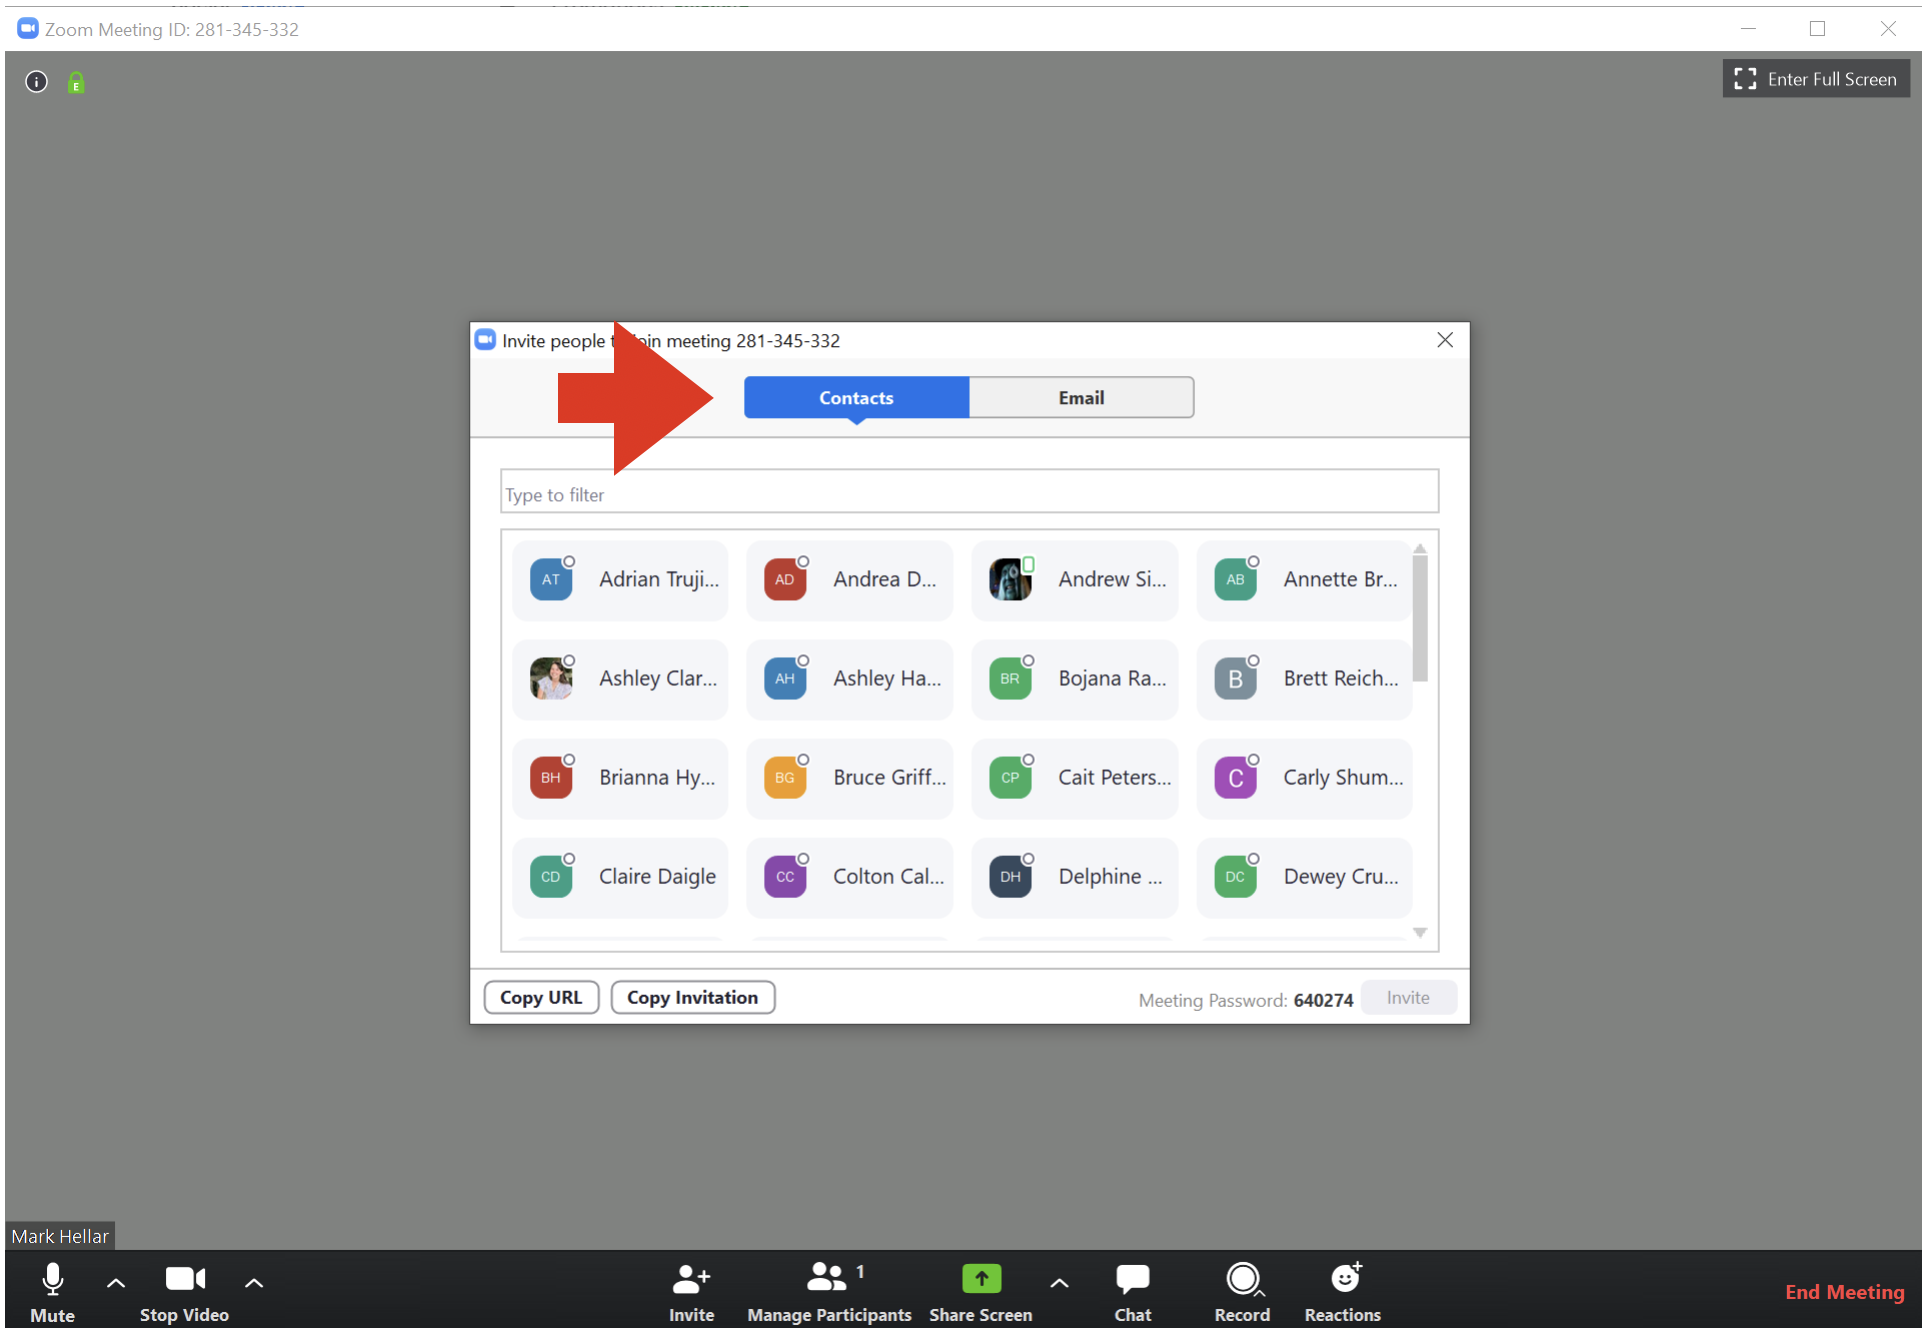 Zoom Meeting ID: 281-345-332
Enter Full Screen
Invite people join meeting 281-345-332
Contacts Email
Type to filter
AT Adrian Truji... AD Andrea D... Andrew Si... AB Annette Br...
Ashley Clar... AH Ashley Ha... BR Bojana Ra... B Brett Reich...
BH Brianna Hy... BG Bruce Griff... CP Cait Peters... C Carly Shum...
CD Claire Daigle CC Colton Cal... DH Delphine ... DC Dewey Cru...
Copy URL Copy Invitation Meeting Password: 640274 Invite
Mark Hellar
1
Mute Stop Video Invite Manage Participants Share Screen Chat Record Reactions End Meeting